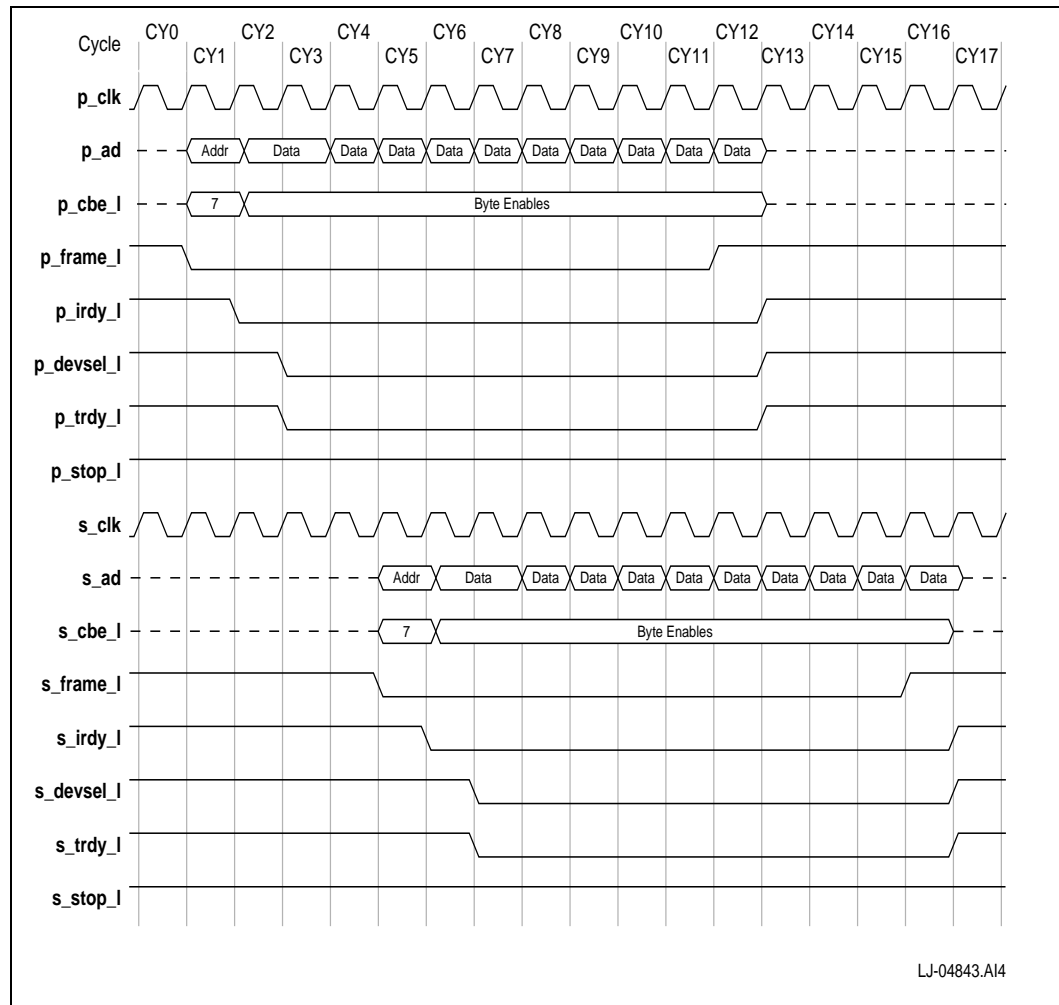 CY0 CY2 CY4 CY6 CY8 CY10 CY12 CY14 CY16
Cycle
CY1 CY3 CY5 CY7 CY9 CY11 CY13 CY15 CY17
p_clk
p_ad Addr Data Data Data Data Data Data Data Data Data Data
p_cbe_l 7 Byte Enables
p_frame_l
p_irdy_l
p_devsel_l
p_trdy_l
p_stop_l
s_clk
s_ad Addr Data Data Data Data Data Data Data Data Data Data
s_cbe_l 7 Byte Enables
s_frame_l
s_irdy_l
s_devsel_l
s_trdy_l
s_stop_l
LJ-04843.AI4